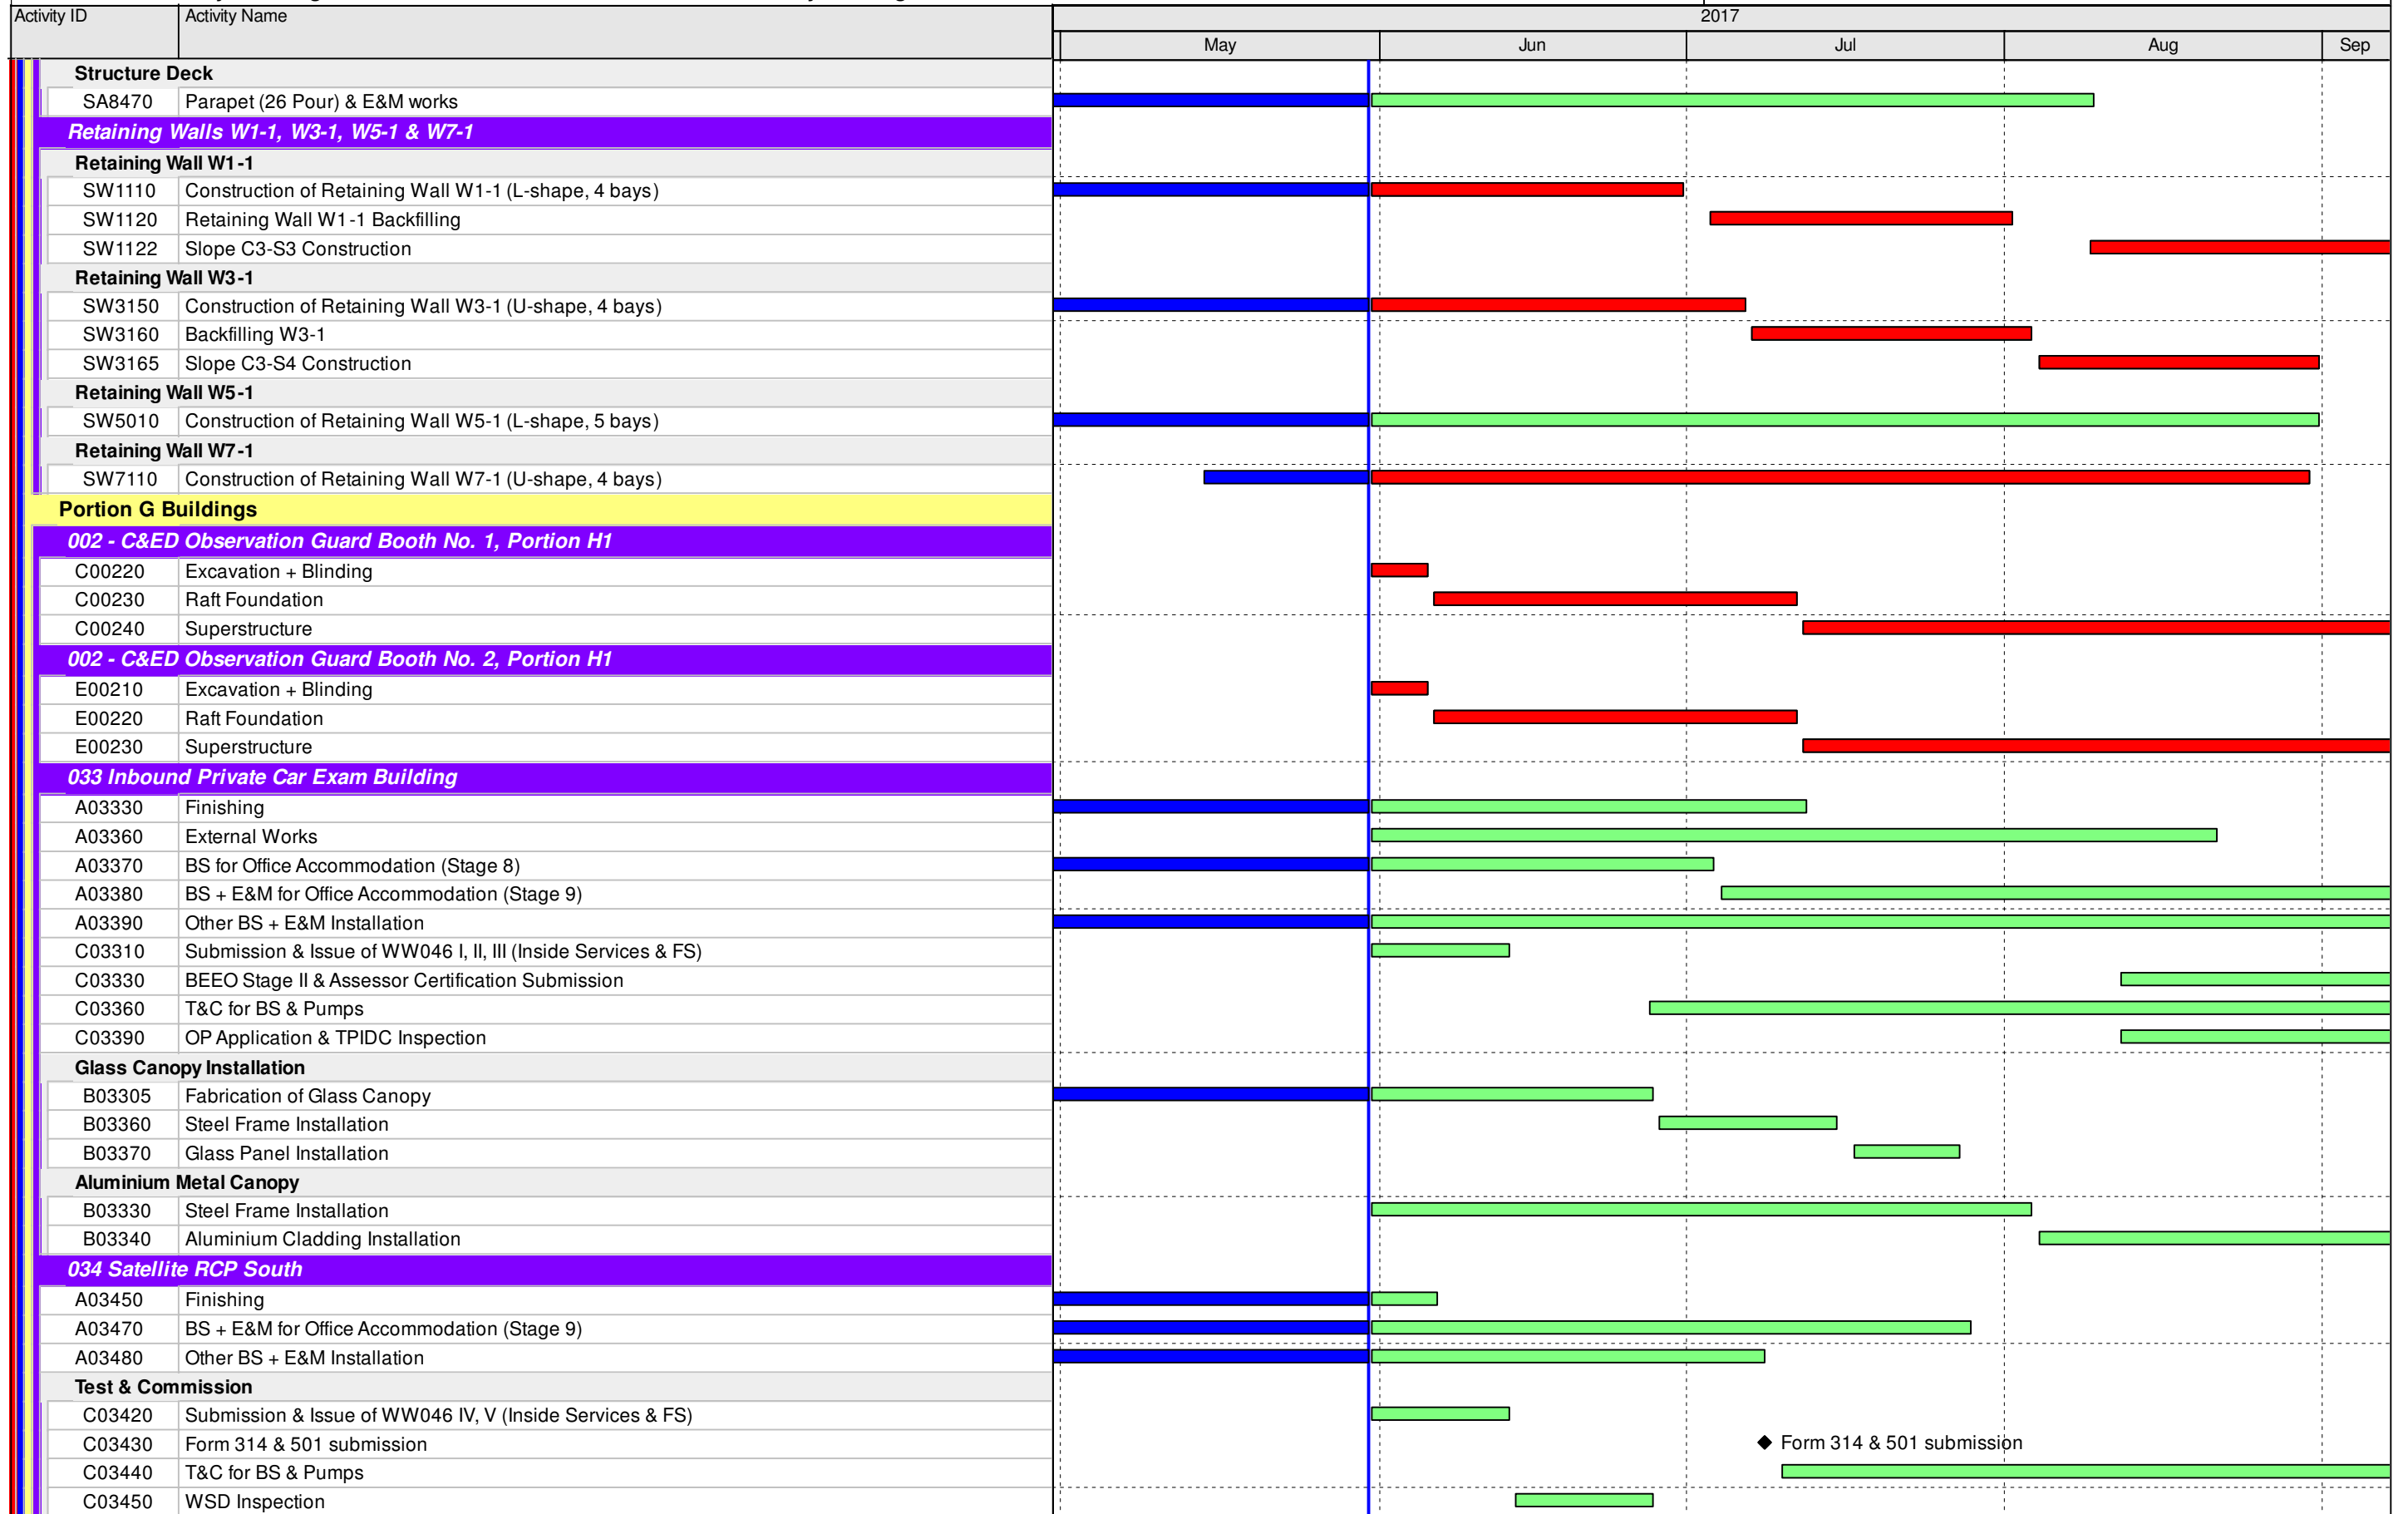 Activity ID Activity Name 2017
May Jun Jul Aug Sep
Structure Deck
SA8470 Parapet (26 Pour) & E&M works
Retaining Walls W1-1, W3-1, W5-1 & W7-1
Retaining Wall W1-1
SW1110 Construction of Retaining Wall W1-1 (L-shape, 4 bays)
SW1120 Retaining Wall W1-1 Backfilling
SW1122 Slope C3-S3 Construction
Retaining Wall W3-1
SW3150 Construction of Retaining Wall W3-1 (U-shape, 4 bays)
SW3160 Backfilling W3-1
SW3165 Slope C3-S4 Construction
Retaining Wall W5-1
SW5010 Construction of Retaining Wall W5-1 (L-shape, 5 bays)
Retaining Wall W7-1
SW7110 Construction of Retaining Wall W7-1 (U-shape, 4 bays)
Portion G Buildings
002 - C&ED Observation Guard Booth No. 1, Portion H1
C00220 Excavation + Blinding
C00230 Raft Foundation
C00240 Superstructure
002 - C&ED Observation Guard Booth No. 2, Portion H1
E00210 Excavation + Blinding
E00220 Raft Foundation
E00230 Superstructure
033 Inbound Private Car Exam Building
A03330 Finishing
A03360 External Works
A03370 BS for Office Accommodation (Stage 8)
A03380 BS + E&M for Office Accommodation (Stage 9)
A03390 Other BS + E&M Installation
C03310 Submission & Issue of WW046 I, II, III (Inside Services & FS)
C03330 BEEO Stage II & Assessor Certification Submission
C03360 T&C for BS & Pumps
C03390 OP Application & TPIDC Inspection
Glass Canopy Installation
B03305 Fabrication of Glass Canopy
B03360 Steel Frame Installation
B03370 Glass Panel Installation
Aluminium Metal Canopy
B03330 Steel Frame Installation
B03340 Aluminium Cladding Installation
034 Satellite RCP South
A03450 Finishing
A03470 BS + E&M for Office Accommodation (Stage 9)
A03480 Other BS + E&M Installation
Test & Commission
C03420 Submission & Issue of WW046 IV, V (Inside Services & FS)
C03430 Form 314 & 501 submission Form 314 & 501 submission
C03440 T&C for BS & Pumps
C03450 WSD Inspection